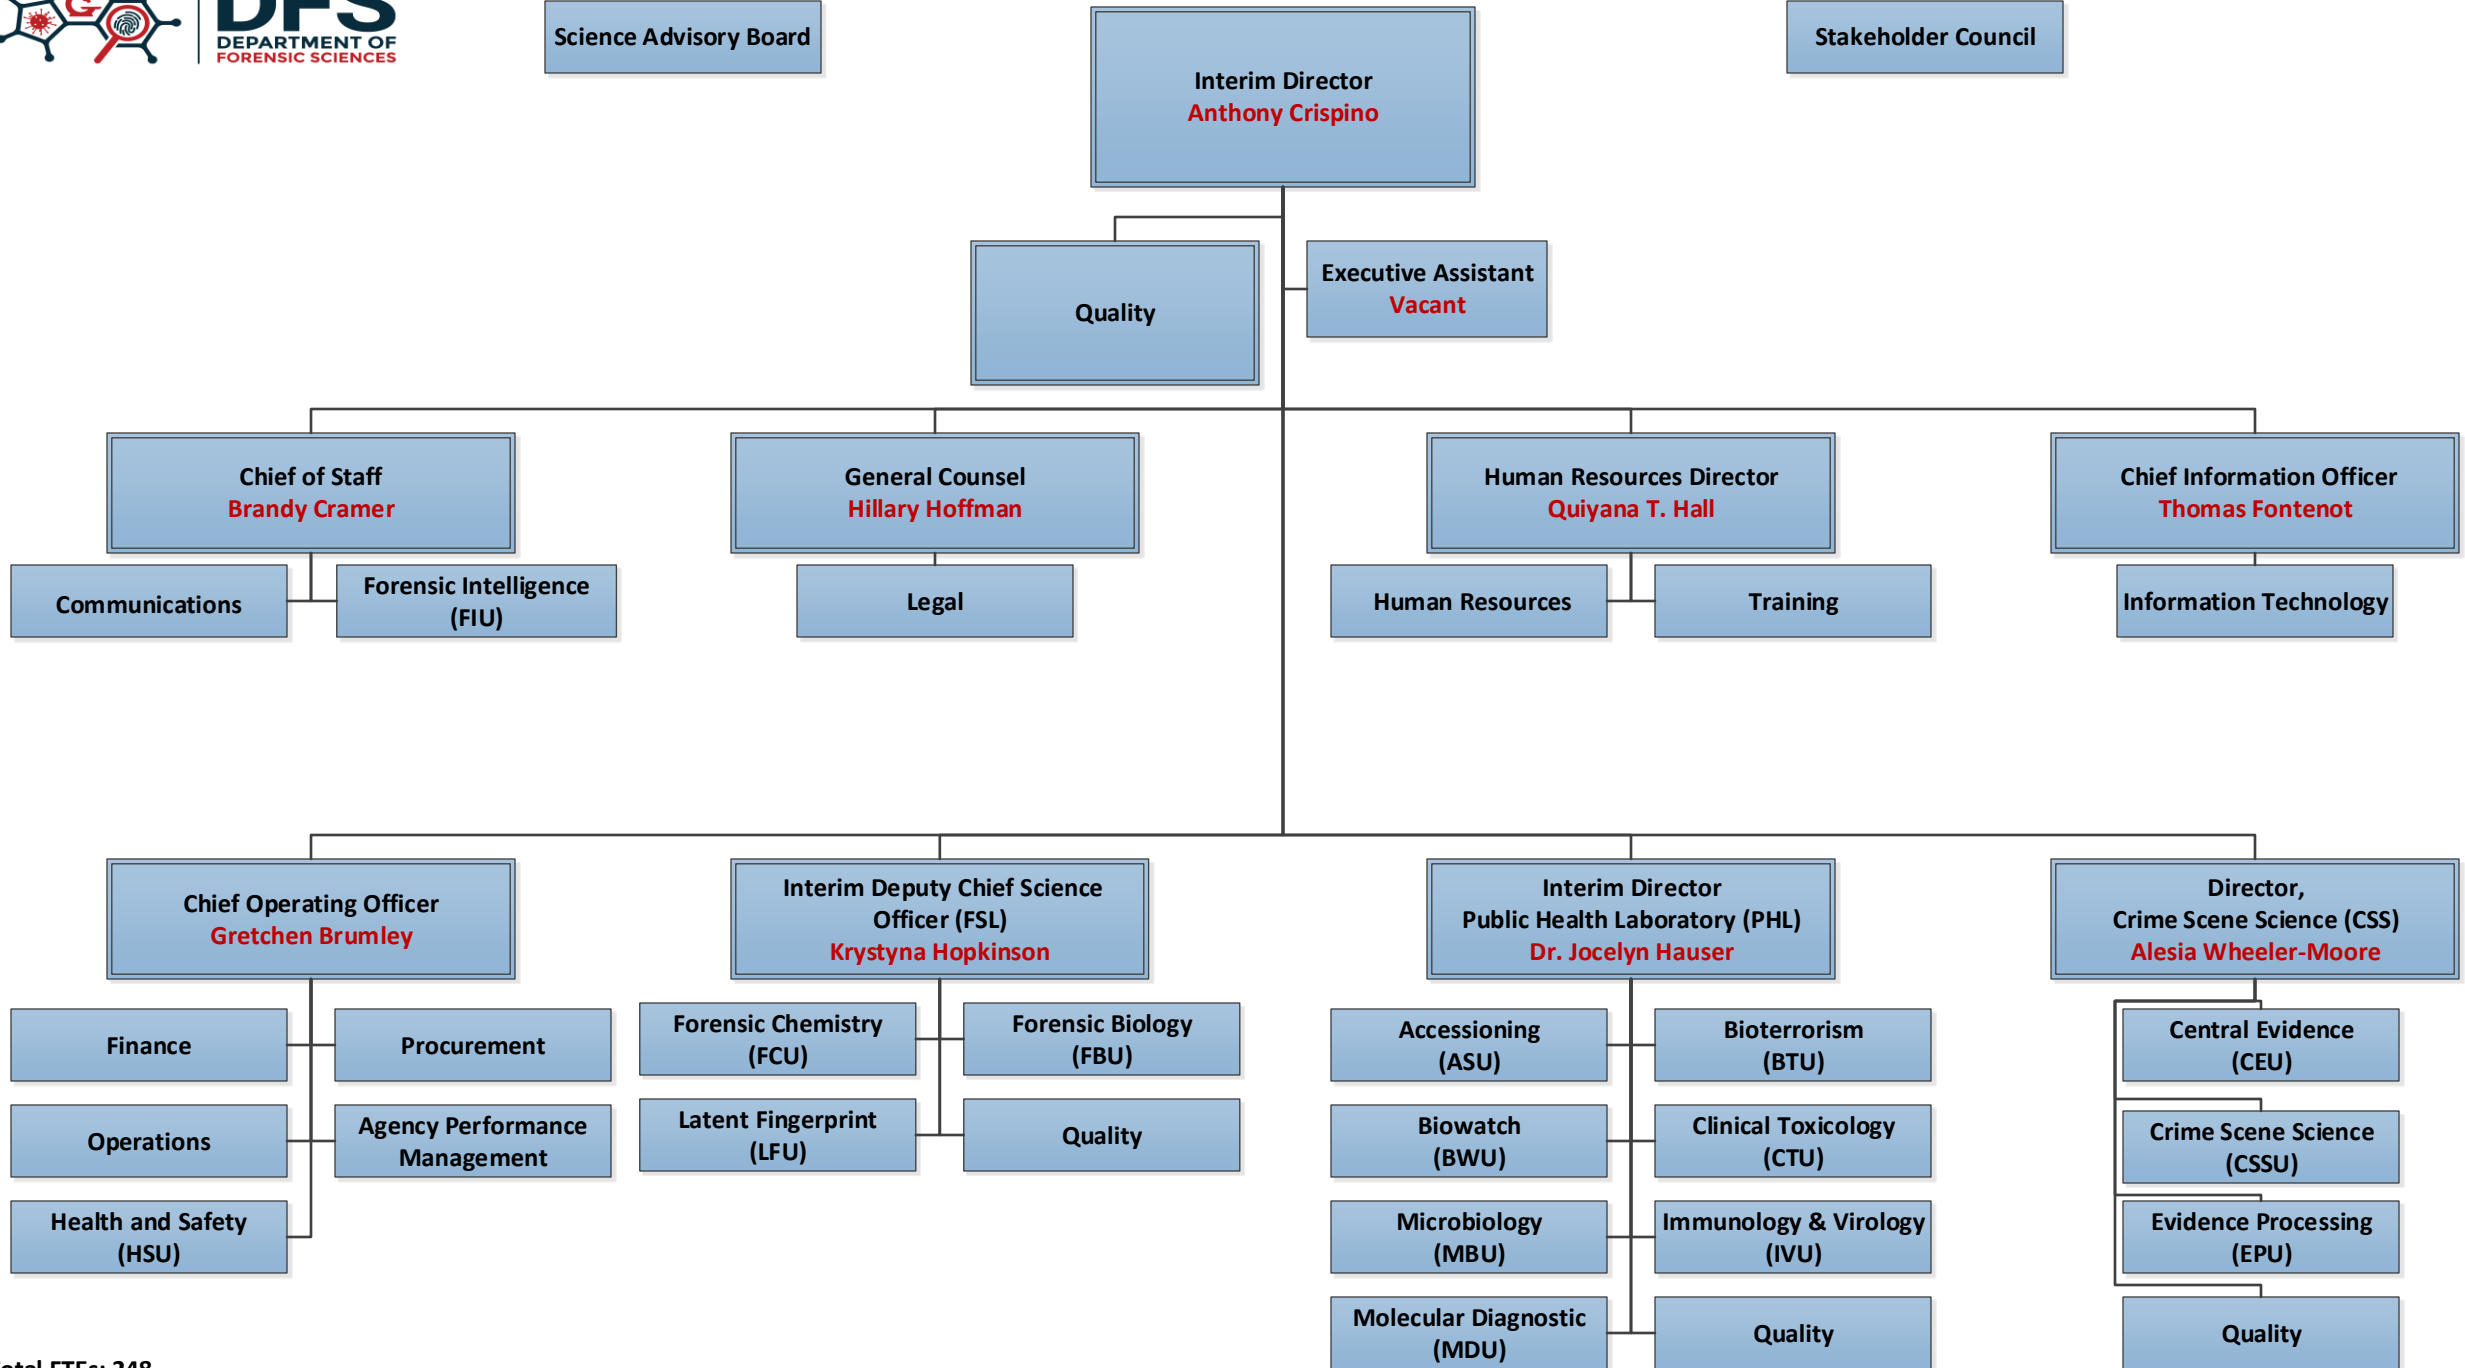 DFS
DEPARTMENT OF
FORENSIC SCIENCES
Science Advisory Board
Interim Director
Anthony Crispino
Stakeholder Council
Quality
Executive Assistant
Vacant
Chief of Staff
Brandy Cramer
General Counsel
Hillary Hoffman
Human Resources Director
Quiyana T. Hall
Chief Information Officer
Thomas Fontenot
Communications
Forensic Intelligence
(FIU)
Legal
Human Resources
Training
Information Technology
Chief Operating Officer
Gretchen Brumley
Interim Deputy Chief Science
Officer (FSL)
Krystyna Hopkinson
Interim Director
Public Health Laboratory (PHL)
Dr. Jocelyn Hauser
Director,
Crime Scene Science (CSS)
Alesia Wheeler-Moore
Finance
Procurement
Operations
Agency Performance
Management
Health and Safety
(HSU)
Forensic Chemistry
(FCU)
Forensic Biology
(FBU)
Latent Fingerprint
(LFU)
Quality
Accessioning
(ASU)
Bioterrorism
(BTU)
Biowatch
(BWU)
Clinical Toxicology
(CTU)
Microbiology
(MBU)
Immunology & Virology
(IVU)
Molecular Diagnostic
(MDU)
Quality
Central Evidence
(CEU)
Crime Scene Science
(CSSU)
Evidence Processing
(EPU)
Quality
FTEs: 248